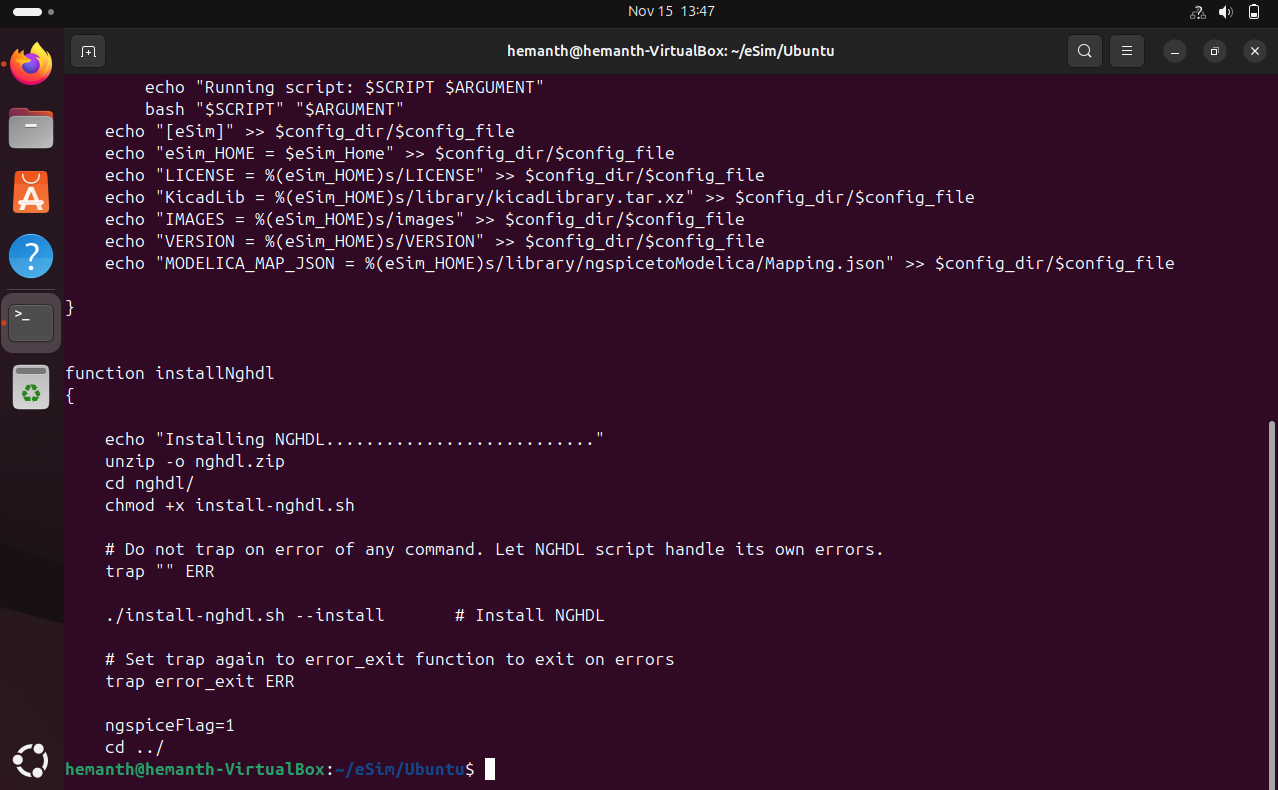 Nov 15 13:47
hemanth@hemanth-VirtualBox: ~/eSim/Ubuntu
        echo "Running script: $SCRIPT $ARGUMENT"
        bash "$SCRIPT" "$ARGUMENT"
    echo "[eSim]" >> $config_dir/$config_file
    echo "eSim_HOME = $eSim_Home" >> $config_dir/$config_file
    echo "LICENSE = %(eSim_HOME)s/LICENSE" >> $config_dir/$config_file
    echo "KicadLib = %(eSim_HOME)s/library/kicadLibrary.tar.xz" >> $config_dir/$config_file
    echo "IMAGES = %(eSim_HOME)s/images" >> $config_dir/$config_file
    echo "VERSION = %(eSim_HOME)s/VERSION" >> $config_dir/$config_file
    echo "MODELICA_MAP_JSON = %(eSim_HOME)s/library/ngspicetoModelica/Mapping.json" >> $config_dir/$config_file
}
function installNghdl
{
    echo "Installing NGHDL..........................."
    unzip -o nghdl.zip
    cd nghdl/
    chmod +x install-nghdl.sh
    # Do not trap on error of any command. Let NGHDL script handle its own errors.
    trap "" ERR
    ./install-nghdl.sh --install       # Install NGHDL
    # Set trap again to error_exit function to exit on errors
    trap error_exit ERR
    ngspiceFlag=1
    cd ../
hemanth@hemanth-VirtualBox:~/eSim/Ubuntu$